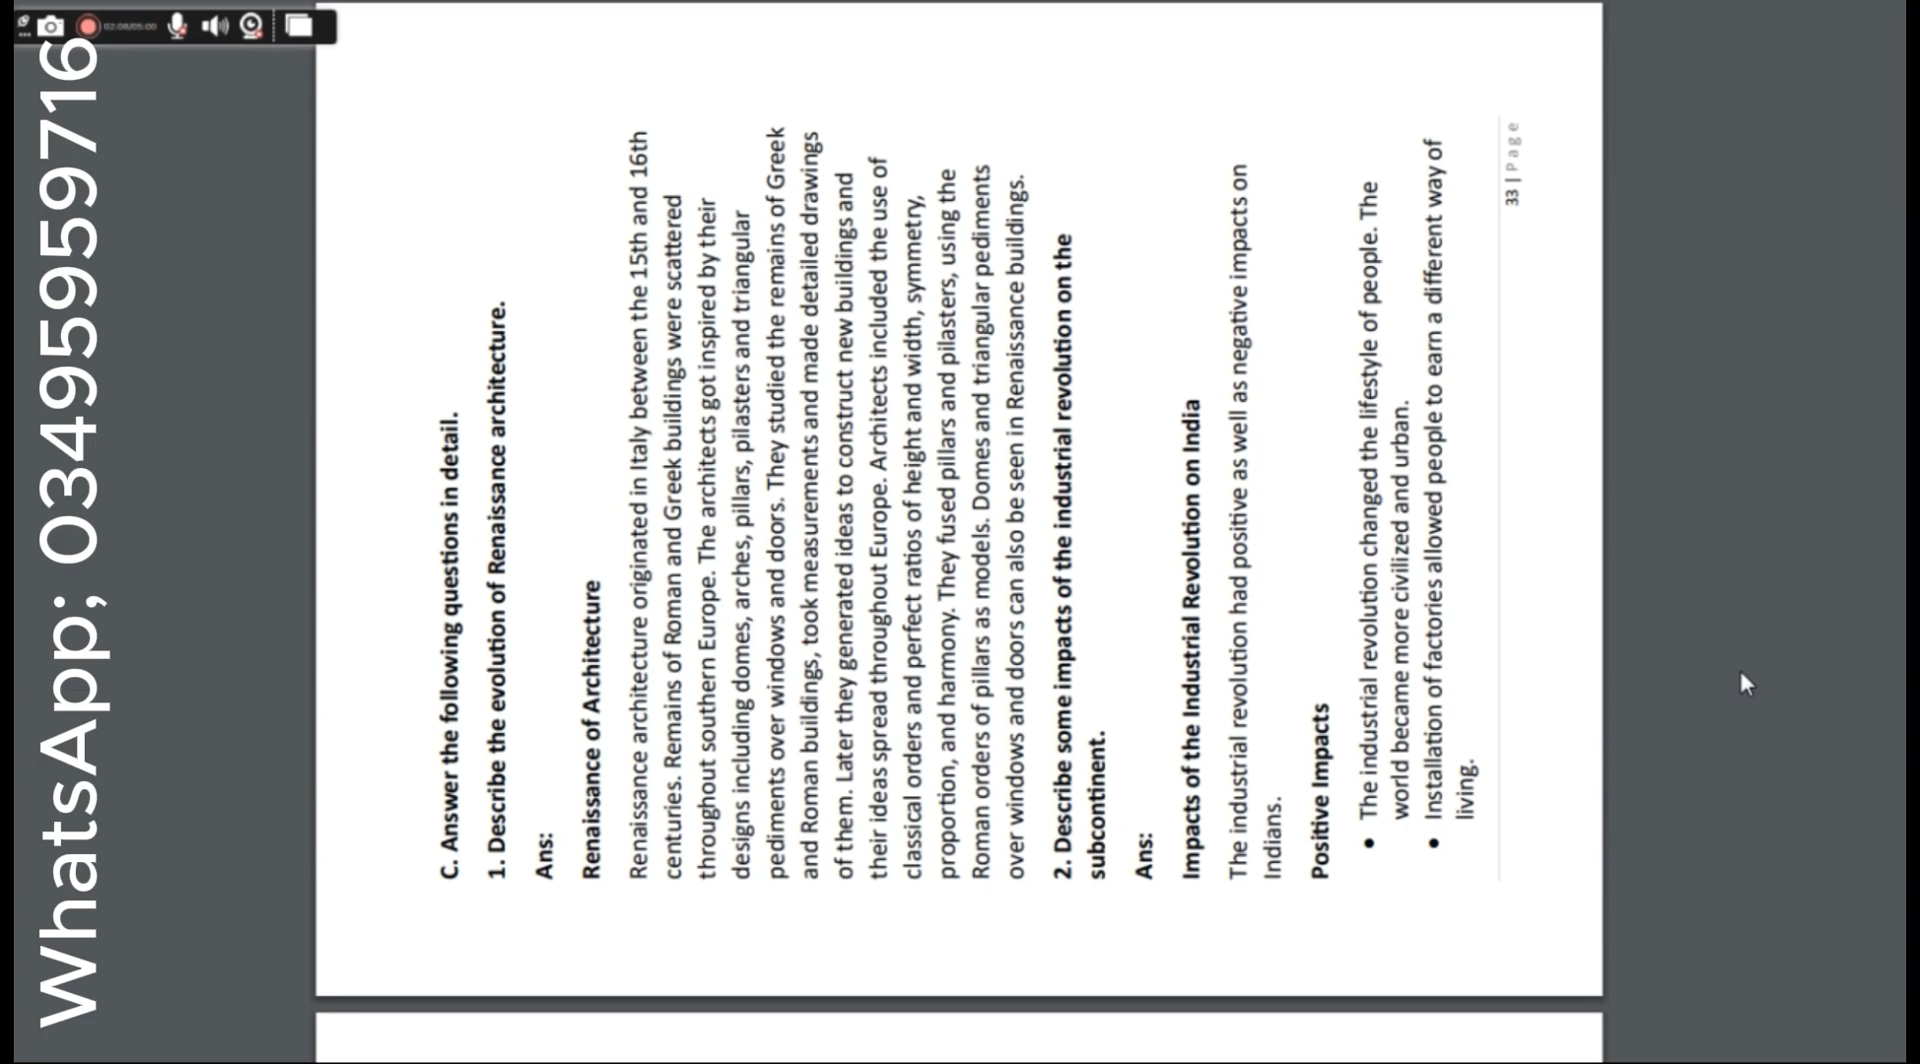 WhatsApp; 03495959716
02:08/05:00
C. Answer the following questions in detail.
1. Describe the evolution of Renaissance architecture.
Ans:
Renaissance of Architecture
Renaissance architecture originated in Italy between the 15th and 16th
centuries. Remains of Roman and Greek buildings were scattered
throughout southern Europe. The architects got inspired by their
designs including domes, arches, pillars, pilasters and triangular
pediments over windows and doors. They studied the remains of Greek
and Roman buildings, took measurements and made detailed drawings
of them. Later they generated ideas to construct new buildings and
their ideas spread throughout Europe. Architects included the use of
classical orders and perfect ratios of height and width, symmetry,
proportion, and harmony. They fused pillars and pilasters, using the
Roman orders of pillars as models. Domes and triangular pediments
over windows and doors can also be seen in Renaissance buildings.
2. Describe some impacts of the industrial revolution on the
subcontinent.
Ans:
Impacts of the Industrial Revolution on India
The industrial revolution had positive as well as negative impacts on
Indians.
Positive Impacts
• The industrial revolution changed the lifestyle of people. The
world became more civilized and urban.
• Installation of factories allowed people to earn a different way of
living.
33 | Page